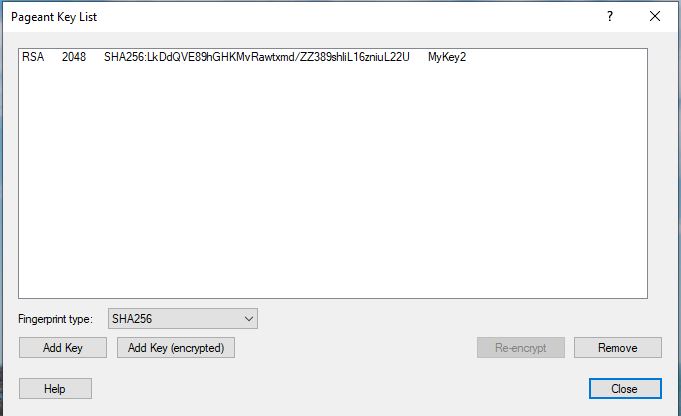 Pageant Key List
RSA 2048 SHA256:LkDdQVE89hGHKMvRawtxmd/ZZ389shliL16zniuL22U MyKey2
Fingerprint type: SHA256
Add Key Add Key (encrypted) Re-encrypt Remove
Help Close